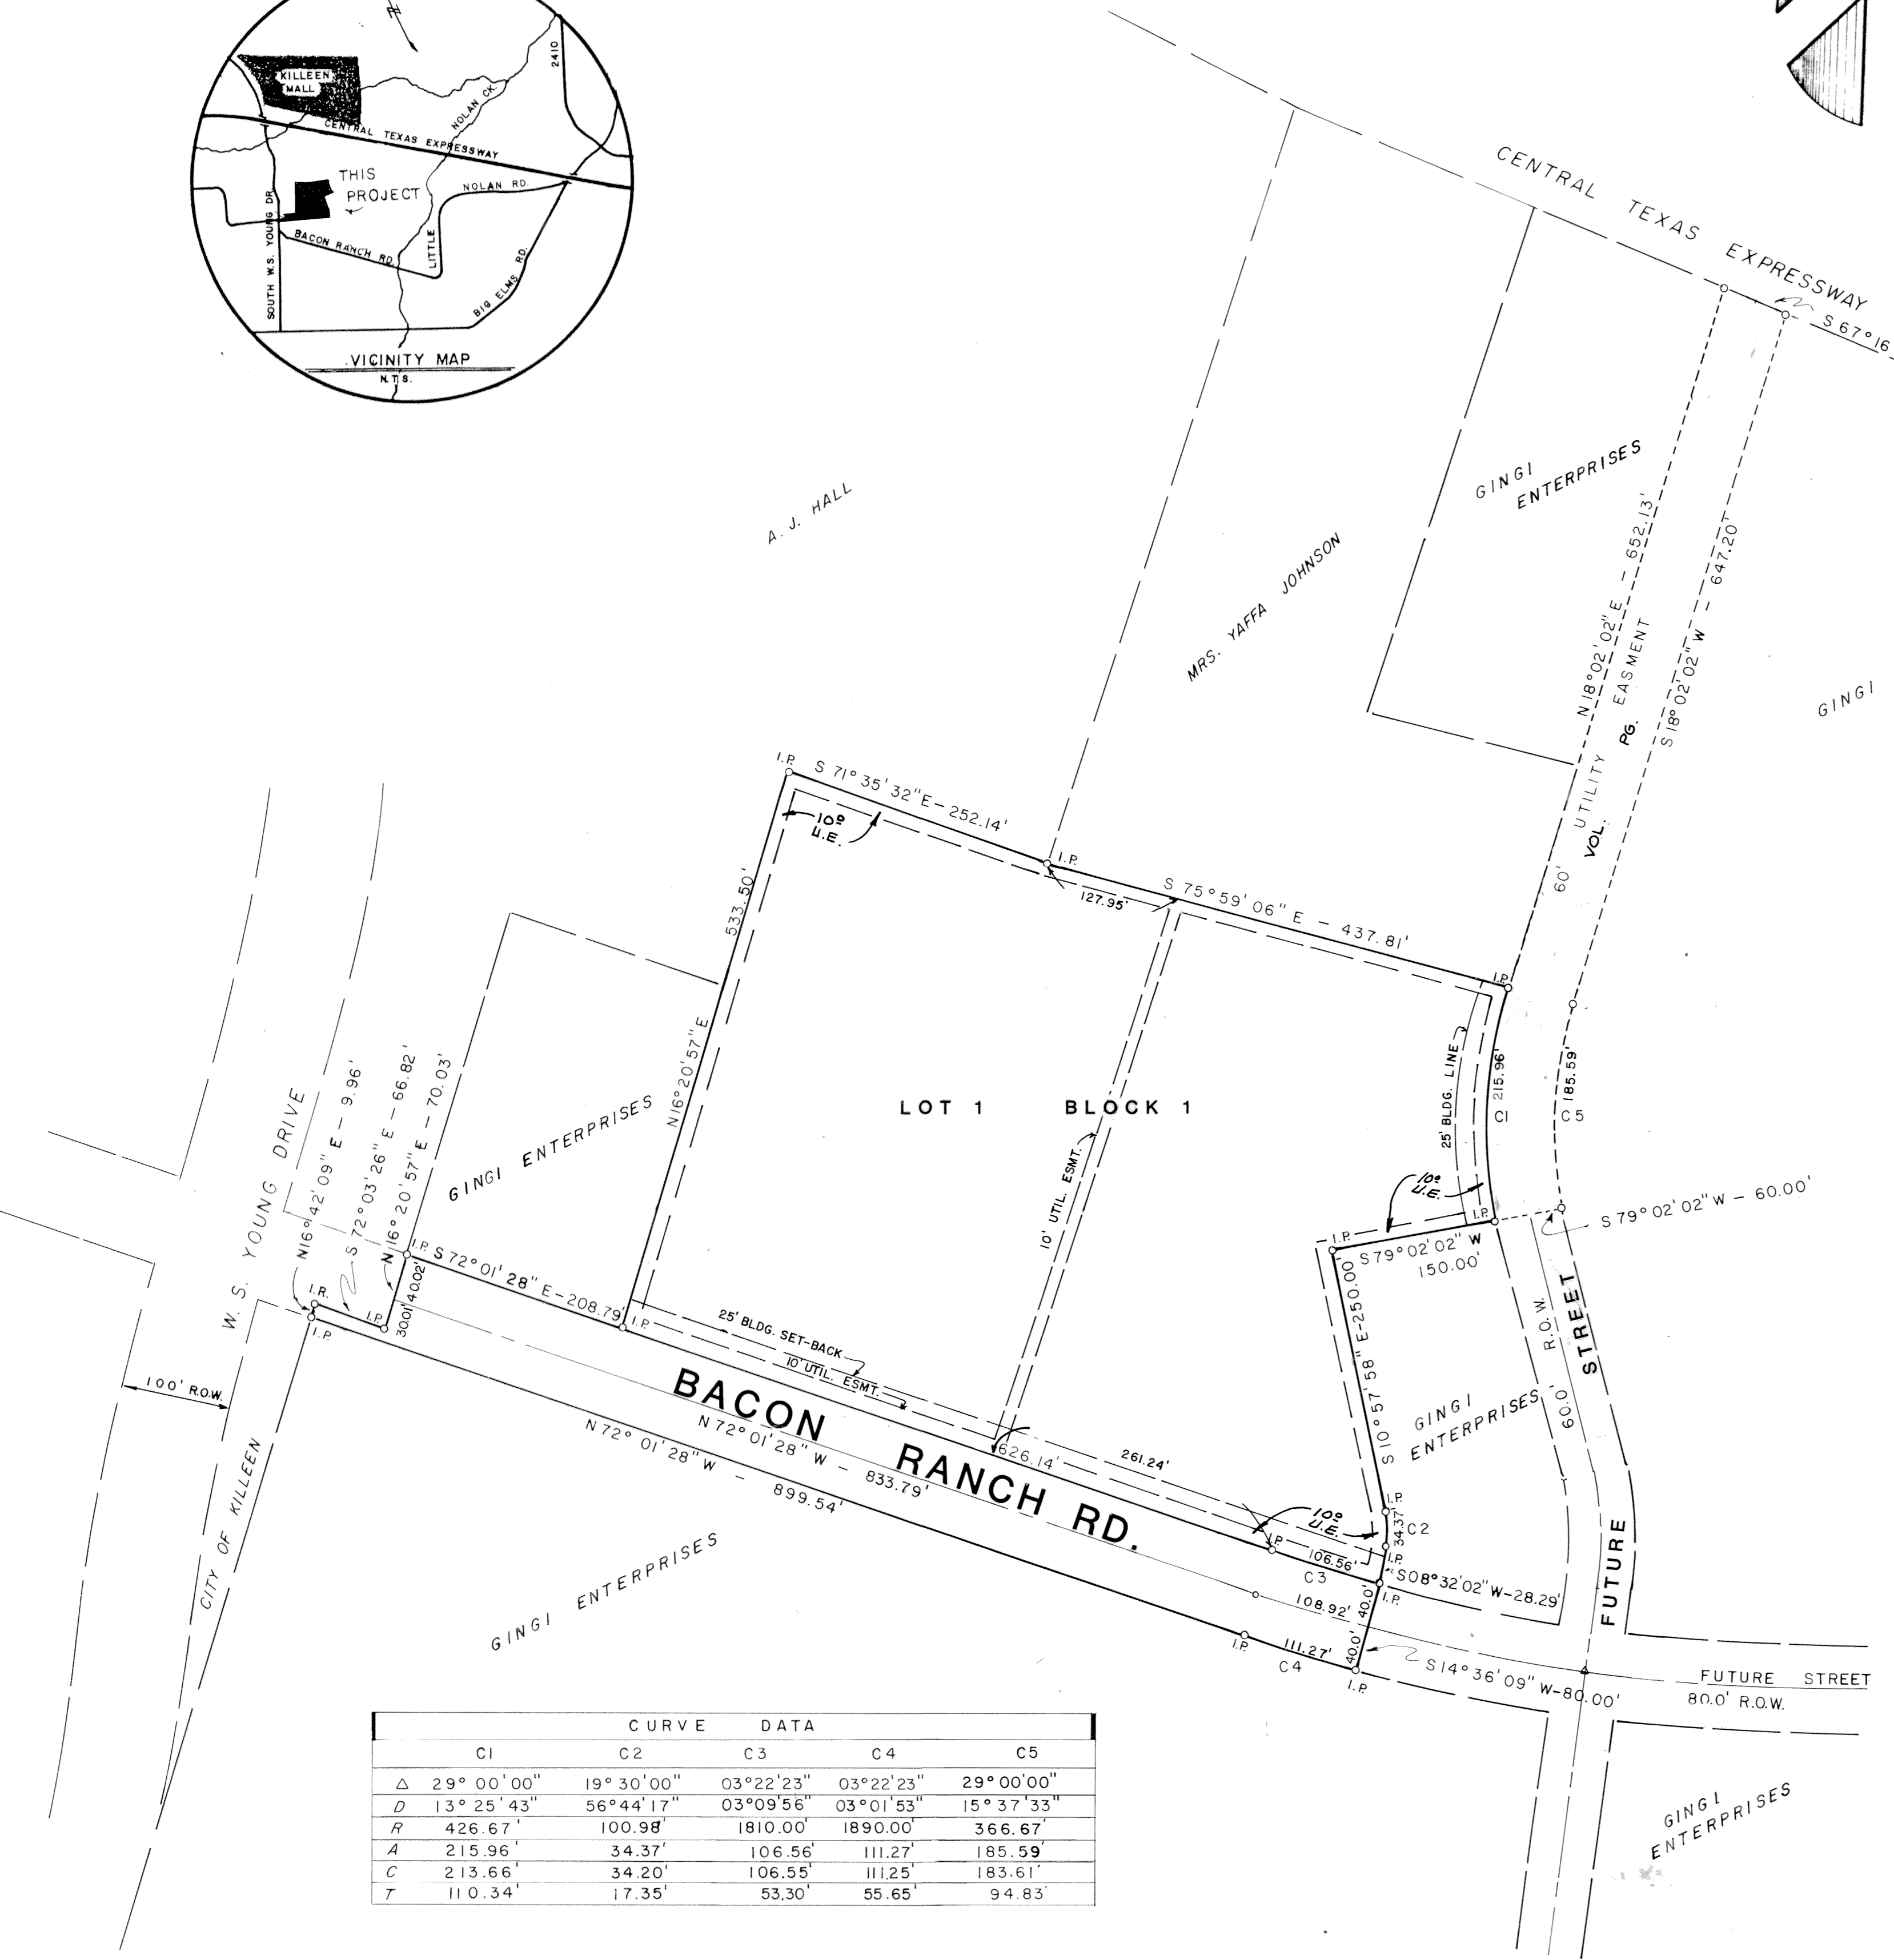 KILLEEN
MALL
2410
NOLAN CK.
CENTRAL TEXAS EXPRESSWAY
THIS
PROJECT
NOLAN RD.
LITTLE
SOUTH W.S. YOUNG DR.
BACON RANCH RD.
BIG ELMS RD.
VICINITY MAP
N.T.S.
CENTRAL TEXAS EXPRESSWAY
S 67°16
GINGI
ENTERPRISES
A. J. HALL
MRS. YAFFA JOHNSON
N 18°02'02" E - 652.13'
S 18°02'02" W - 647.20'
60' UTILITY EASMENT
VOL. PG.
GINGI
I.P.
S 71°35'32"E-252.14'
10º
U.E.
I.P.
127.95'
S 75°59'06" E - 437.81'
I.P.
533.50'
N16°20'57"E
LOT 1 BLOCK 1
10' UTIL. ESMT.
25' BLDG. LINE
215.96'
C1
185.59'
C5
10º
U.E.
I.P.
S 79°02'02" W - 60.00'
I.P.
S79°02'02" W
150.00'
W. S. YOUNG DRIVE
N16°42'09" E - 9.96'
S 72°03'26" E - 66.82'
N 16°20'57" E - 70.03'
GINGI ENTERPRISES
I.P.
S 72°01'28" E-208.79'
I.P.
40.02'
30.01'
I.R.
I.P.
I.P.
25' BLDG. SET-BACK
10' UTIL. ESMT.
100' R.O.W.
CITY OF KILLEEN
BACON RANCH RD.
N 72°01'28" W - 833.79'
N 72°01'28" W - 899.54'
626.14'
261.24'
S10°57'58"E-250.00'
GINGI
ENTERPRISES
60.0' R.O.W.
FUTURE STREET
I.P.
34.37'
C2
10º
U.E.
I.P.
I.P.
106.56'
C3
S08°32'02"W-28.29'
I.P.
108.92'
40.0'
40.0'
I.P.
111.27'
C4
I.P.
S14°36'09" W-80.00'
FUTURE STREET
80.0' R.O.W.
GINGI ENTERPRISES
GINGI
ENTERPRISES
CURVE DATA
C1 C2 C3 C4 C5
Δ 29°00'00" 19°30'00" 03°22'23" 03°22'23" 29°00'00"
D 13°25'43" 56°44'17" 03°09'56" 03°01'53" 15°37'33"
R 426.67' 100.98' 1810.00' 1890.00' 366.67'
A 215.96' 34.37' 106.56' 111.27' 185.59'
C 213.66' 34.20' 106.55' 111.25' 183.61'
T 110.34' 17.35' 53.30' 55.65' 94.83'